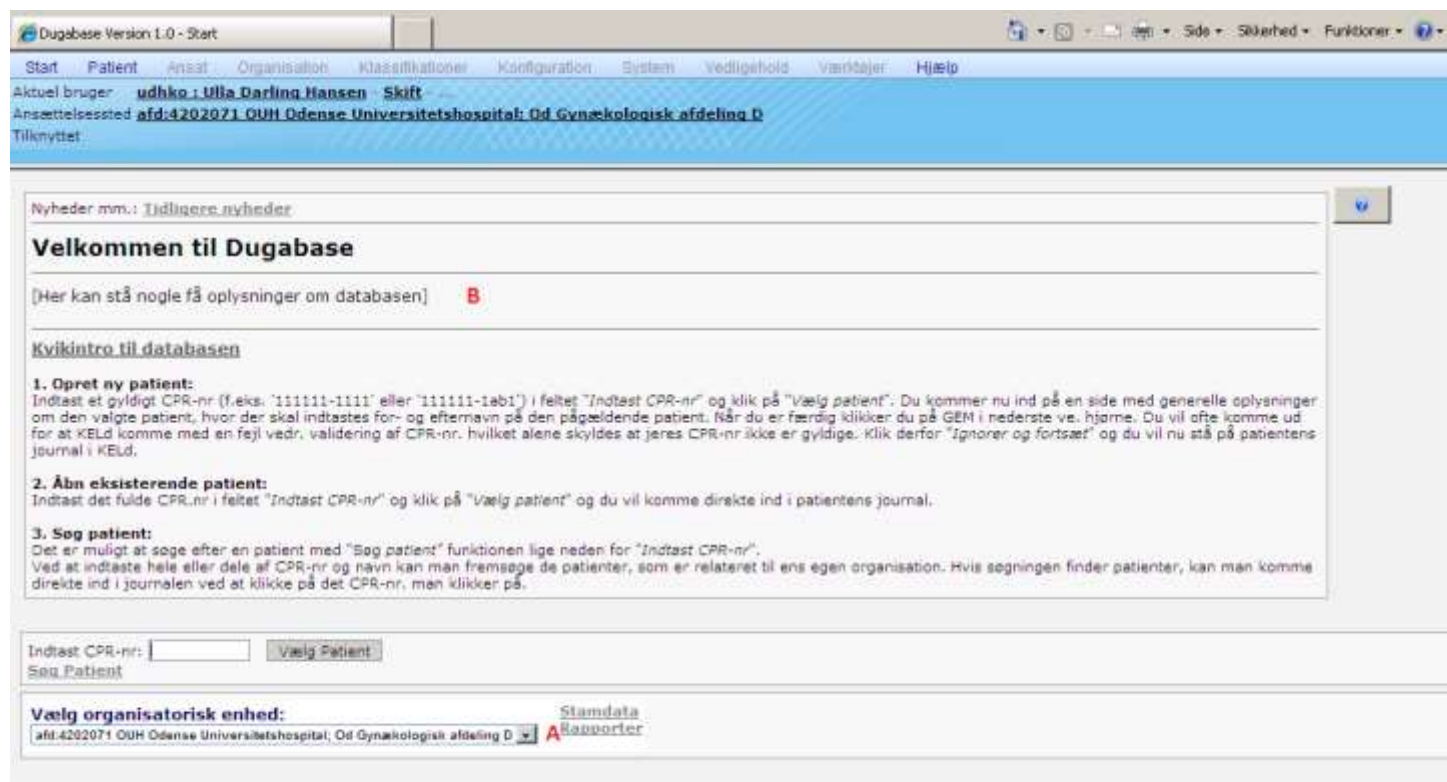 Dugabase Version 1.0 - Start
Side Sikkerhed Funktioner
Start Patient Ansat Organisation Klassifikationer Konfiguration System Vedligehold Værktøjer Hjælp
Aktuel bruger udhko : Ulla Darling Hansen - Skift - ...
Ansættelsessted afd:4202071 OUH Odense Universitetshospital; Od Gynækologisk afdeling D
Tilknyttet
Nyheder mm.: Tidligere nyheder
Velkommen til Dugabase
[Her kan stå nogle få oplysninger om databasen] B
Kvikintro til databasen
1. Opret ny patient:
Indtast et gyldigt CPR-nr (f.eks. '111111-1111' eller '111111-1ab1') i feltet "Indtast CPR-nr" og klik på "Vælg patient". Du kommer nu ind på en side med generelle oplysninger
om den valgte patient, hvor der skal indtastes for- og efternavn på den pågældende patient. Når du er færdig klikker du på GEM i nederste ve. hjørne. Du vil ofte komme ud
for at KELd komme med en fejl vedr. validering af CPR-nr. hvilket alene skyldes at jeres CPR-nr ikke er gyldige. Klik derfor "Ignorer og fortsæt" og du vil nu stå på patientens
journal i KELd.
2. Åbn eksisterende patient:
Indtast det fulde CPR.nr i feltet "Indtast CPR-nr" og klik på "Vælg patient" og du vil komme direkte ind i patientens journal.
3. Søg patient:
Det er muligt at søge efter en patient med "Søg patient" funktionen lige neden for "Indtast CPR-nr".
Ved at indtaste hele eller dele af CPR-nr og navn kan man fremsøge de patienter, som er relateret til ens egen organisation. Hvis søgningen finder patienter, kan man komme
direkte ind i journalen ved at klikke på det CPR-nr. man klikker på.
Indtast CPR-nr: Vælg Patient
Søg Patient
Vælg organisatorisk enhed: Stamdata
afd:4202071 OUH Odense Universitetshospital; Od Gynækologisk afdeling D A Rapporter